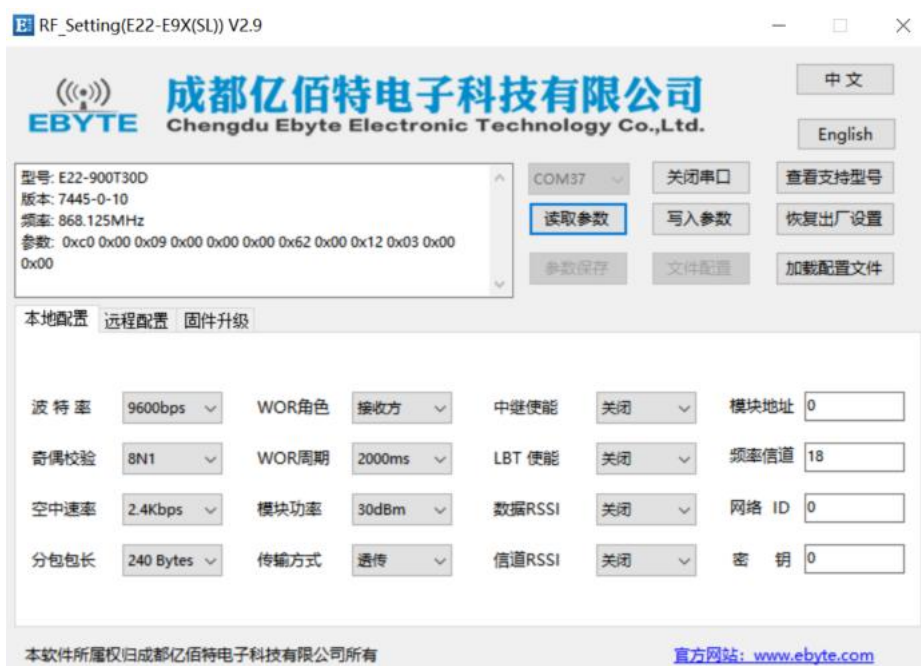 RF_Setting(E22-E9X(SL)) V2.9
成都亿佰特电子科技有限公司
EBYTE
Chengdu Ebyte Electronic Technology Co.,Ltd.
中文
English
型号: E22-900T30D
版本: 7445-0-10
频率: 868.125MHz
参数: 0xc0 0x00 0x09 0x00 0x00 0x00 0x62 0x00 0x12 0x03 0x00
0x00
COM37 关闭串口 查看支持型号
读取参数 写入参数 恢复出厂设置
参数保存 文件配置 加载配置文件
本地配置 远程配置 固件升级
波特率 9600bps WOR角色 接收方 中继使能 关闭 模块地址 0
奇偶校验 8N1 WOR周期 2000ms LBT 使能 关闭 频率信道 18
空中速率 2.4Kbps 模块功率 30dBm 数据RSSI 关闭 网络 ID 0
分包包长 240 Bytes 传输方式 透传 信道RSSI 关闭 密 钥 0
本软件所属权归成都亿佰特电子科技有限公司所有 官方网站: www.ebyte.com